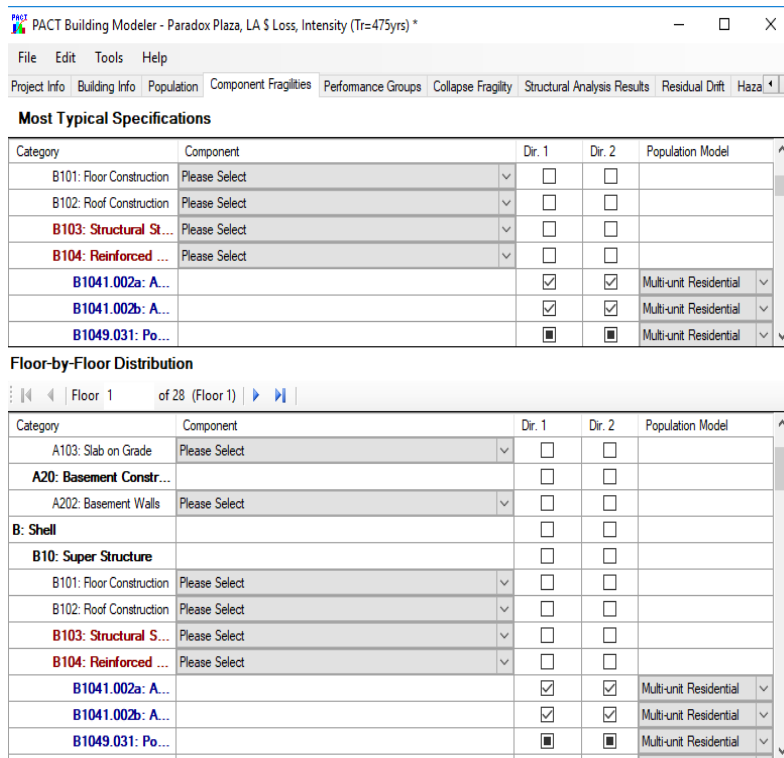 PACT
PACT Building Modeler - Paradox Plaza, LA $ Loss, Intensity (Tr=475yrs) *
File Edit Tools Help
Project Info Building Info Population Component Fragilities Performance Groups Collapse Fragility Structural Analysis Results Residual Drift Haza
Most Typical Specifications
Category Component Dir. 1 Dir. 2 Population Model
B101: Floor Construction Please Select
B102: Roof Construction Please Select
B103: Structural St... Please Select
B104: Reinforced ... Please Select
B1041.002a: A... Multi-unit Residential
B1041.002b: A... Multi-unit Residential
B1049.031: Po... Multi-unit Residential
Floor-by-Floor Distribution
Floor 1 of 28 (Floor 1)
Category Component Dir. 1 Dir. 2 Population Model
A103: Slab on Grade Please Select
A20: Basement Constr...
A202: Basement Walls Please Select
B: Shell
B10: Super Structure
B101: Floor Construction Please Select
B102: Roof Construction Please Select
B103: Structural S... Please Select
B104: Reinforced ... Please Select
B1041.002a: A... Multi-unit Residential
B1041.002b: A... Multi-unit Residential
B1049.031: Po... Multi-unit Residential